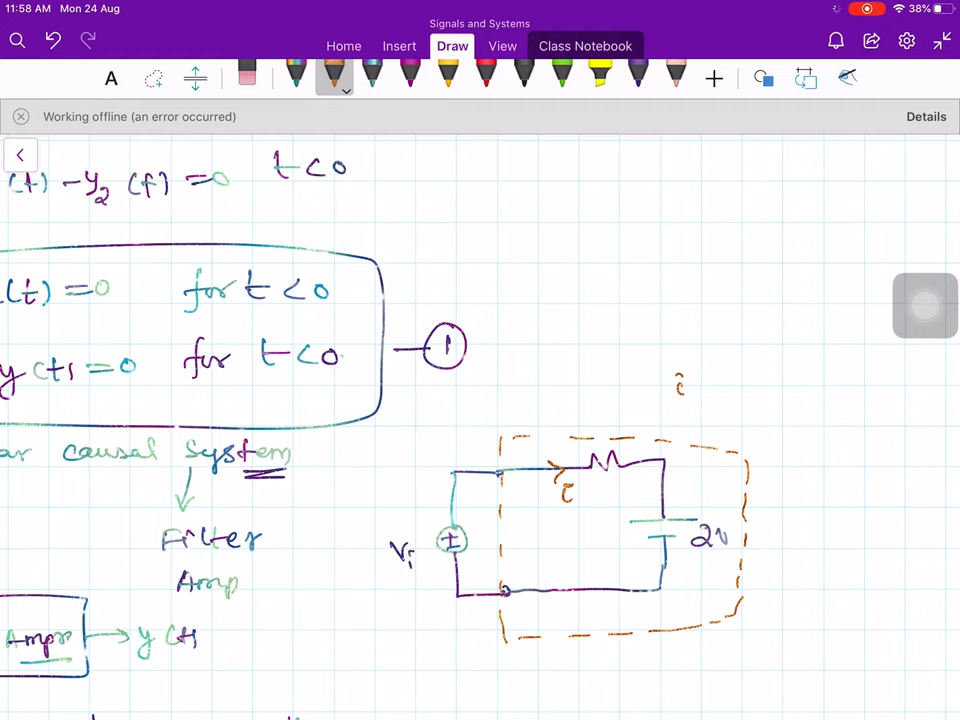 11:58 AM Mon 24 Aug
38%
Signals and Systems
Home Insert Draw View Class Notebook
A
Working offline (an error occurred)
Details
(t) - y₂ (t) = 0 t < 0
(t) = 0 for t < 0
y(t) = 0 for t < 0
1
ar causal system
Filter
Amp
i
i
Vi
±
2v
Ampr → y(t)